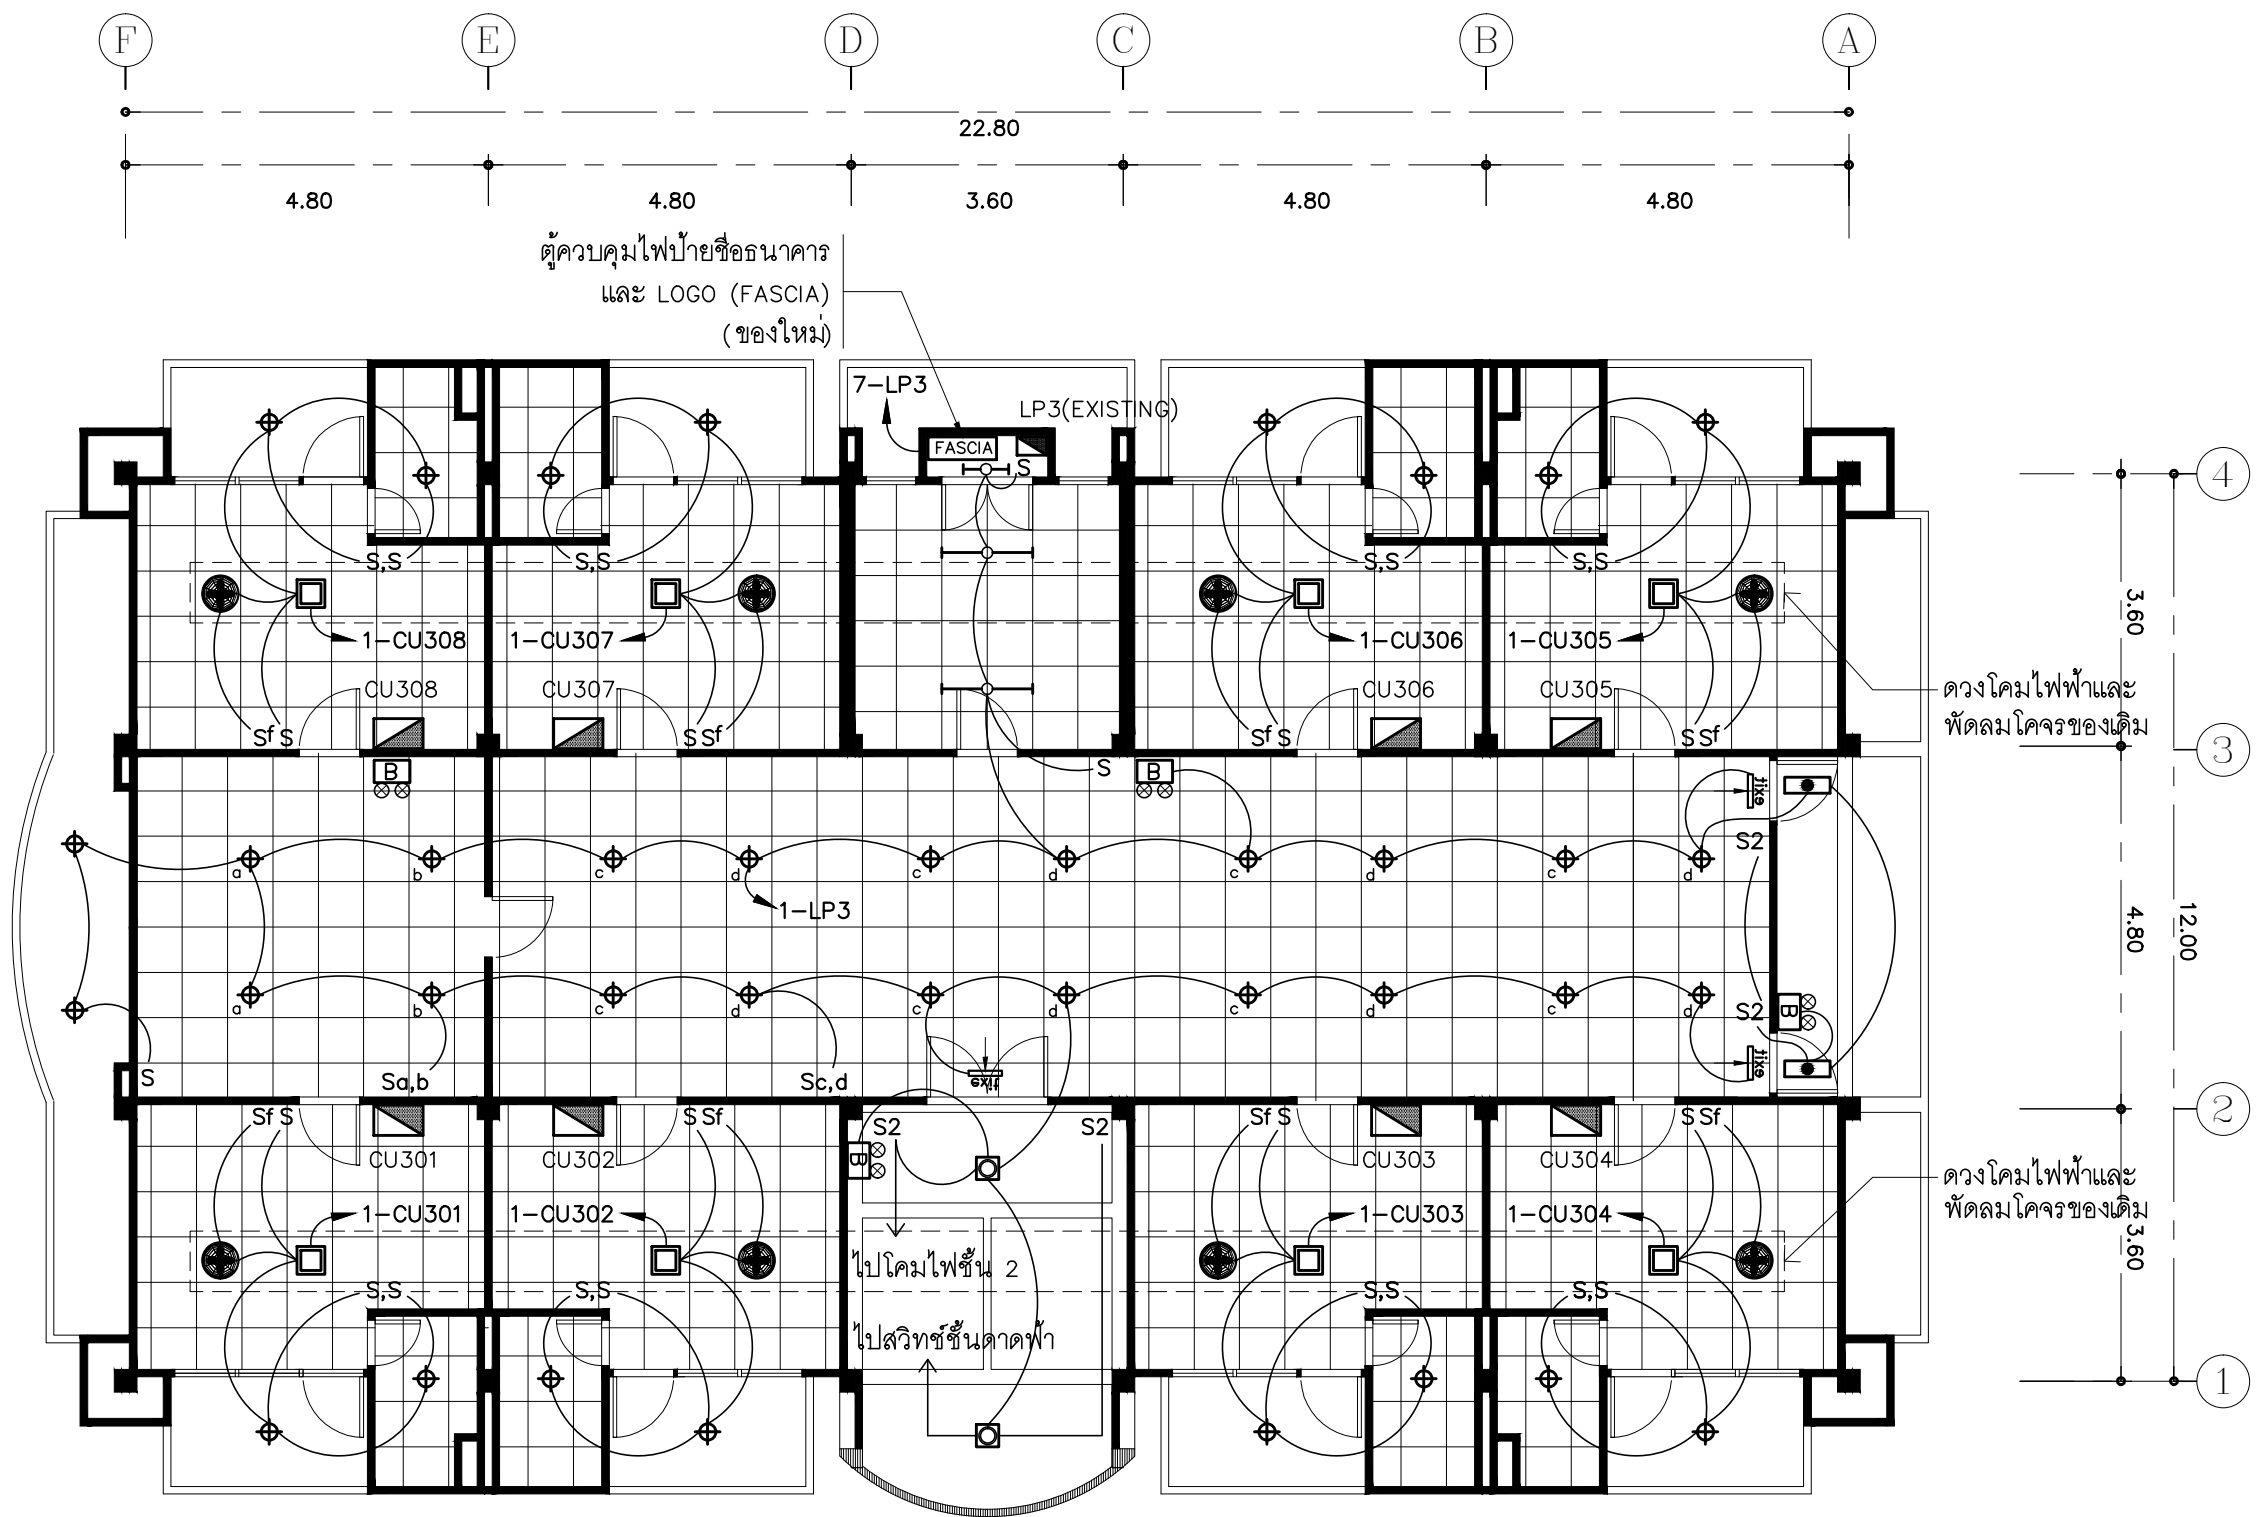 F E D C B A
22.80
4.80 4.80 3.60 4.80 4.80
ตู้ควบคุมไฟป้ายชื่อธนาคาร
และ LOGO (FASCIA)
(ของใหม่)
7-LP3
LP3(EXISTING)
FASCIA
S
4
S,S S,S S,S S,S
3.60
1-CU308 1-CU307 1-CU306 1-CU305
CU308 CU307 CU306 CU305
ดวงโคมไฟฟ้าและ
พัดลมโคจรของเดิม
Sf S S Sf Sf S S Sf
3
S
B B
exit
S2
a b c d c d c d c d
1-LP3
4.80
12.00
S2
B
a b c d c d c d c d
exit
exit
S Sa,b Sc,d
2
Sf S S Sf S2 S2 Sf S S Sf
B
CU301 CU302 CU303 CU304
ดวงโคมไฟฟ้าและ
พัดลมโคจรของเดิม
1-CU301 1-CU302 1-CU303 1-CU304
3.60
ไปโคมไฟชั้น 2
S,S S,S S,S S,S
ไปสวิทช์ชั้นดาดฟ้า
1